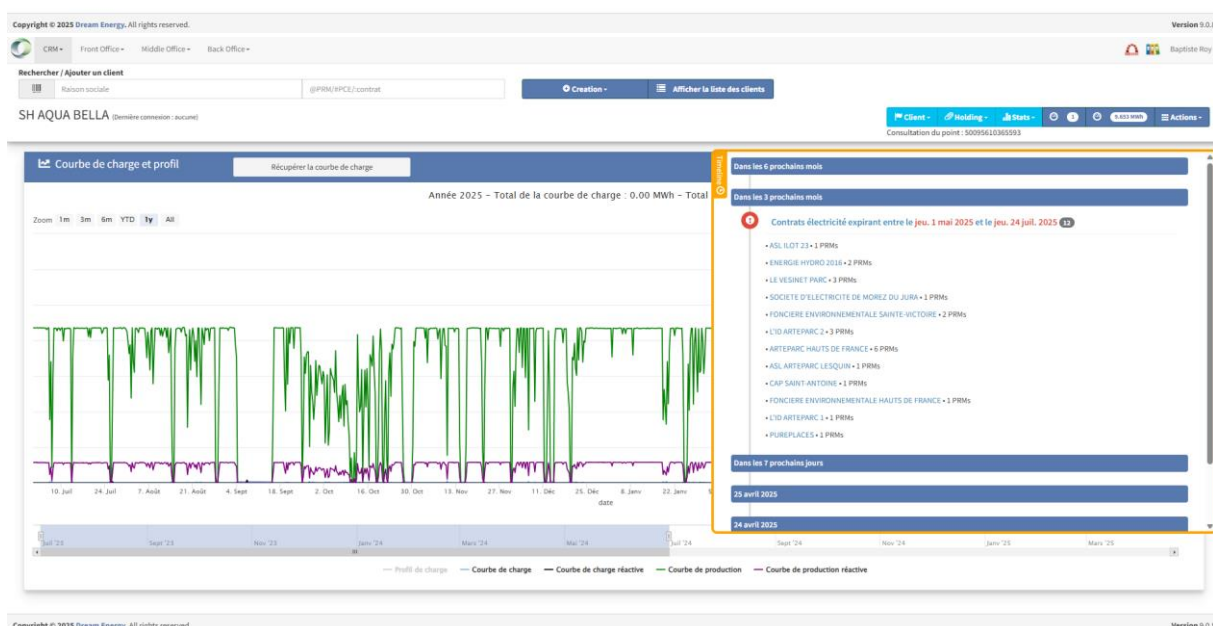 Copyright © 2025 Dream Energy. All rights reserved.
Version 9.0.
CRM
Front Office
Middle Office
Back Office
Baptiste Roy
Rechercher / Ajouter un client
Raison sociale
@PRM/#PCE/:contrat
Creation
Afficher la liste des clients
SH AQUA BELLA (Dernière connexion : aucune)
Client
Holding
Stats
1
9.653 MWh
Actions
Consultation du point : 50095610365593
Courbe de charge et profil
Récupérer la courbe de charge
Année 2025 – Total de la courbe de charge : 0.00 MWh – Total
Zoom 1m 3m 6m YTD 1y All
10. Juil 24. Juil 7. Août 21. Août 4. Sept 18. Sept 2. Oct 16. Oct 30. Oct 13. Nov 27. Nov 11. Déc 25. Déc 8. Janv 22. Janv
date
Juil '23 Sept '23 Nov '23 Janv '24 Mars '24 Mai '24 Juil '24 Sept '24 Nov '24 Janv '25 Mars '25
Profil de charge Courbe de charge Courbe de charge réactive Courbe de production Courbe de production réactive
Timeline
Dans les 6 prochains mois
Dans les 3 prochains mois
Contrats électricité expirant entre le jeu. 1 mai 2025 et le jeu. 24 juil. 2025 12
• ASL ILOT 23 • 1 PRMs
• ENERGIE HYDRO 2016 • 2 PRMs
• LE VESINET PARC • 3 PRMs
• SOCIETE D'ELECTRICITE DE MOREZ DU JURA • 1 PRMs
• FONCIERE ENVIRONNEMENTALE SAINTE-VICTOIRE • 2 PRMs
• L'ID ARTEPARC 2 • 3 PRMs
• ARTEPARC HAUTS DE FRANCE • 6 PRMs
• ASL ARTEPARC LESQUIN • 1 PRMs
• CAP SAINT-ANTOINE • 1 PRMs
• FONCIERE ENVIRONNEMENTALE HAUTS DE FRANCE • 1 PRMs
• L'ID ARTEPARC 1 • 1 PRMs
• PUREPLACES • 1 PRMs
Dans les 7 prochains jours
25 avril 2025
24 avril 2025
Copyright © 2025 Dream Energy. All rights reserved.
Version 9.0.